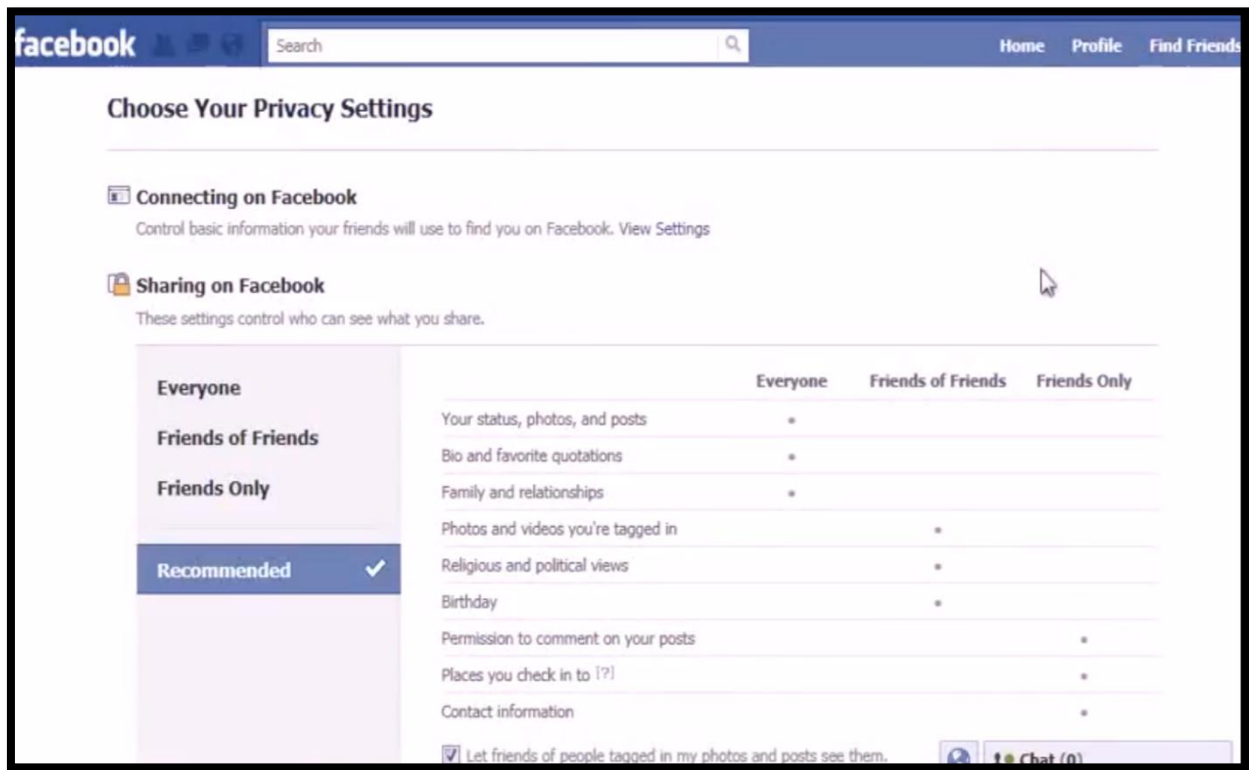 facebook
Search
Home Profile Find Friends
Choose Your Privacy Settings
Connecting on Facebook
Control basic information your friends will use to find you on Facebook. View Settings
Sharing on Facebook
These settings control who can see what you share.
Everyone
Friends of Friends
Friends Only
Recommended
Everyone Friends of Friends Friends Only
Your status, photos, and posts
Bio and favorite quotations
Family and relationships
Photos and videos you're tagged in
Religious and political views
Birthday
Permission to comment on your posts
Places you check in to [?]
Contact information
Let friends of people tagged in my photos and posts see them.
Chat (0)